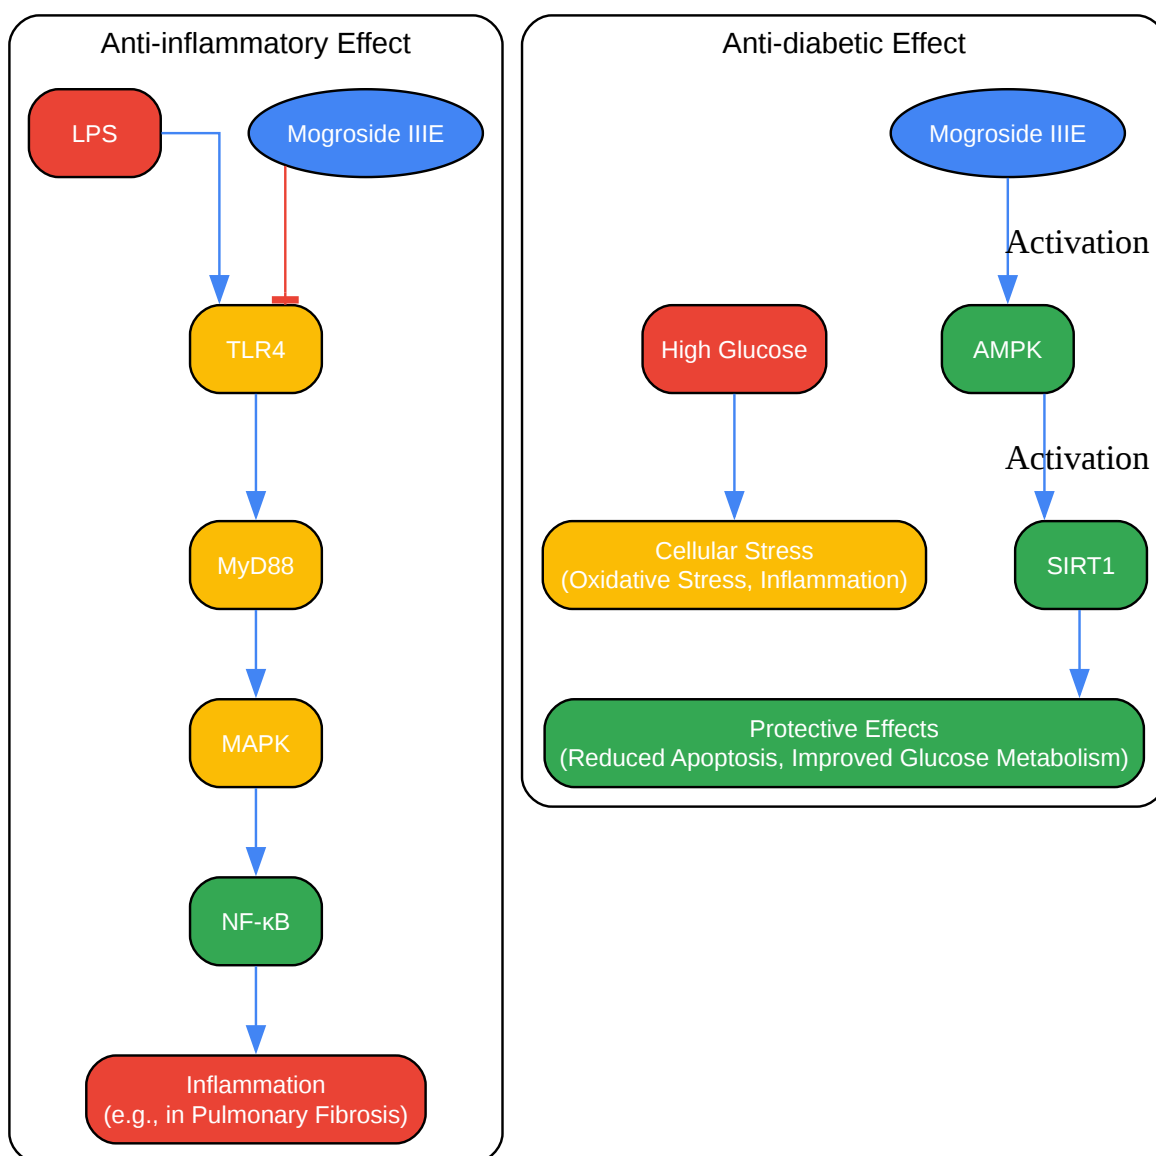 Anti-inflammatory Effect
LPS
Mogroside IIIE
TLR4
MyD88
MAPK
NF-κB
Inflammation
(e.g., in Pulmonary Fibrosis)
Anti-diabetic Effect
Mogroside IIIE
Activation
High Glucose
AMPK
Activation
Cellular Stress
(Oxidative Stress, Inflammation)
SIRT1
Protective Effects
(Reduced Apoptosis, Improved Glucose Metabolism)